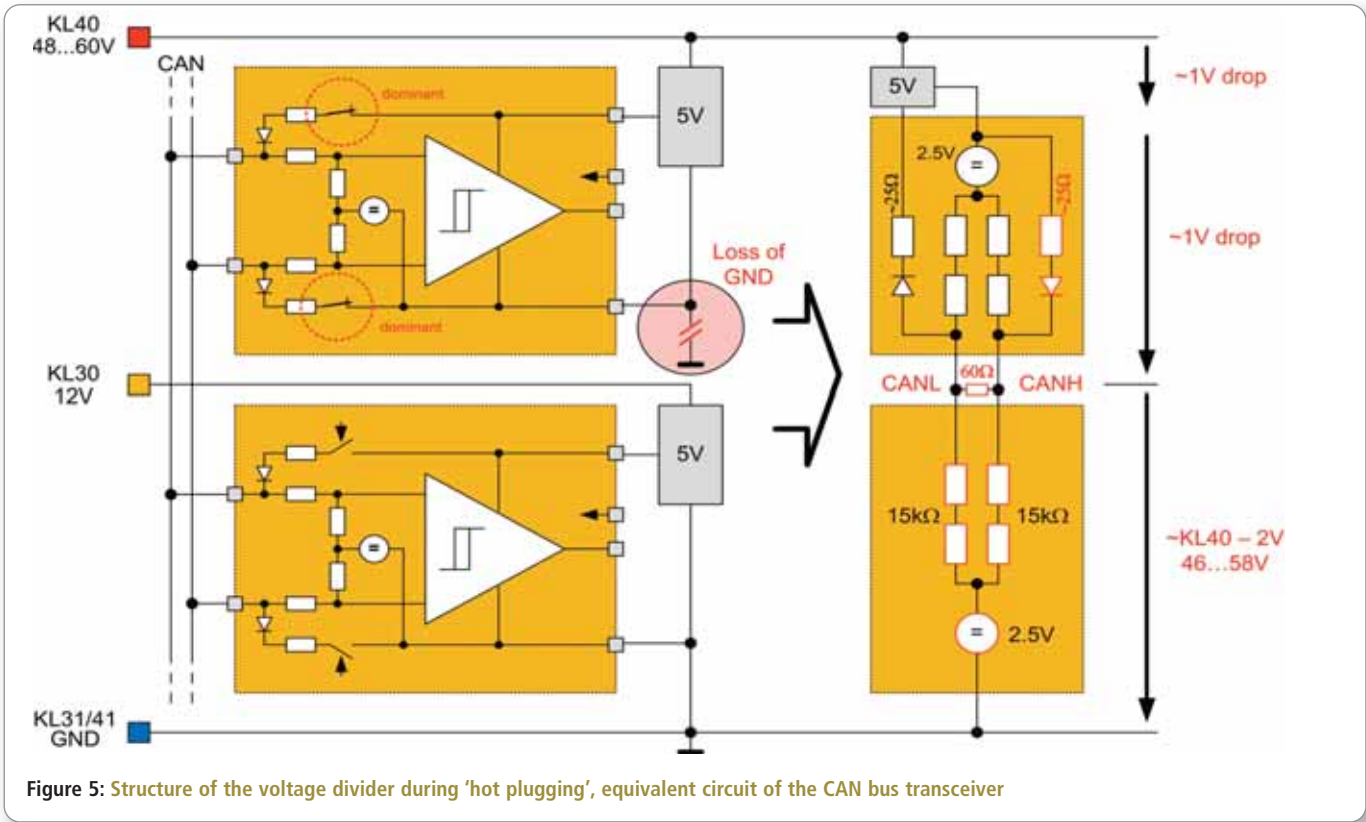 KL40
48...60V
CAN
dominant
5V
dominant
Loss of
GND
KL30
12V
5V
KL31/41
GND
5V
2.5V
~25Ω
~25Ω
CANL
60Ω
CANH
15kΩ
15kΩ
2.5V
~1V drop
~1V drop
~KL40 – 2V
46...58V
=
=
=
=
Figure 5: Structure of the voltage divider during ‘hot plugging’, equivalent circuit of the CAN bus transceiver